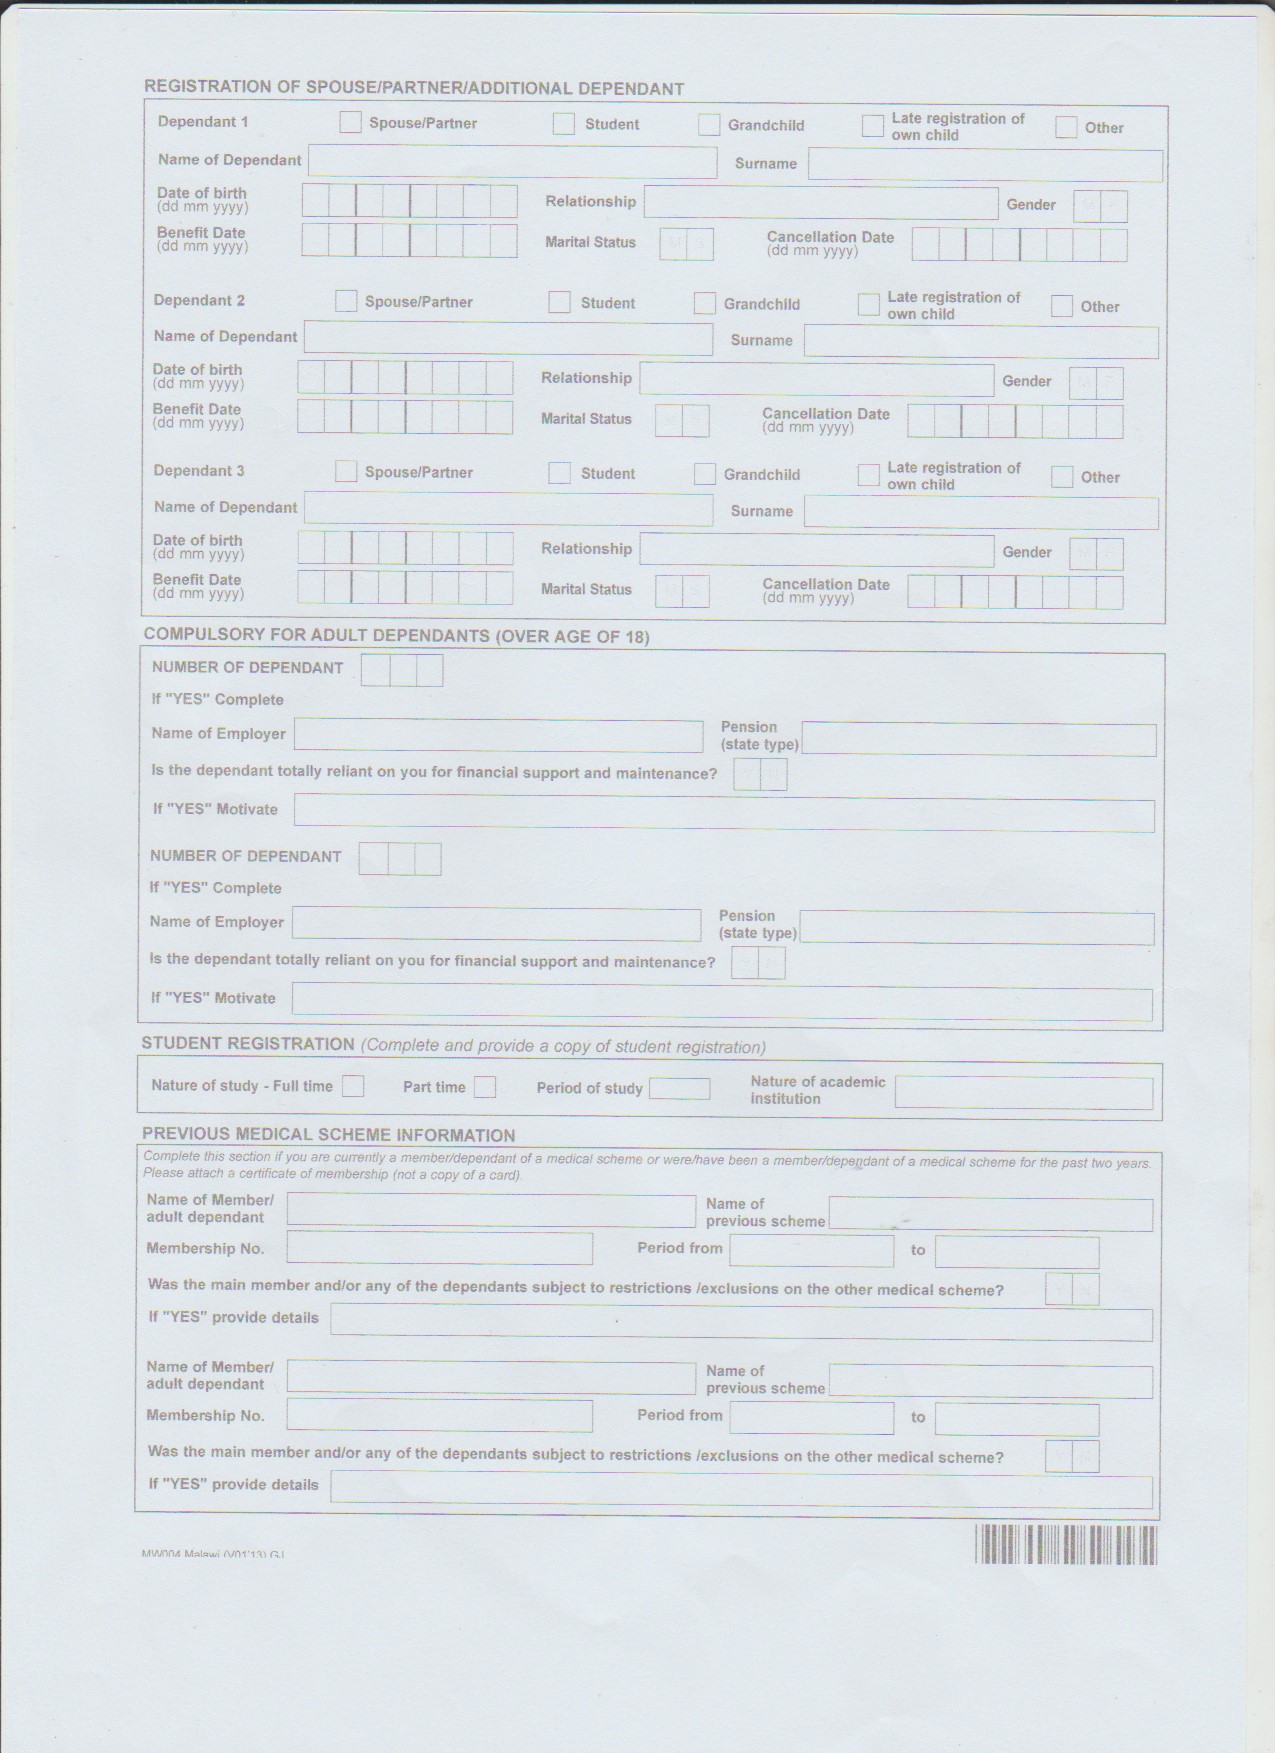 REGISTRATION OF SPOUSE/PARTNER/ADDITIONAL DEPENDANT
Dependant 1 Spouse/Partner Student Grandchild Late registration of own child Other
Name of Dependant Surname
Date of birth (dd mm yyyy) Relationship Gender
Benefit Date (dd mm yyyy) Marital Status Cancellation Date (dd mm yyyy)
Dependant 2 Spouse/Partner Student Grandchild Late registration of own child Other
Name of Dependant Surname
Date of birth (dd mm yyyy) Relationship Gender
Benefit Date (dd mm yyyy) Marital Status Cancellation Date (dd mm yyyy)
Dependant 3 Spouse/Partner Student Grandchild Late registration of own child Other
Name of Dependant Surname
Date of birth (dd mm yyyy) Relationship Gender
Benefit Date (dd mm yyyy) Marital Status Cancellation Date (dd mm yyyy)
COMPULSORY FOR ADULT DEPENDANTS (OVER AGE OF 18)
NUMBER OF DEPENDANT
If "YES" Complete
Name of Employer Pension (state type)
Is the dependant totally reliant on you for financial support and maintenance?
If "YES" Motivate
NUMBER OF DEPENDANT
If "YES" Complete
Name of Employer Pension (state type)
Is the dependant totally reliant on you for financial support and maintenance?
If "YES" Motivate
STUDENT REGISTRATION (Complete and provide a copy of student registration)
Nature of study - Full time Part time Period of study Nature of academic institution
PREVIOUS MEDICAL SCHEME INFORMATION
Complete this section if you are currently a member/dependant of a medical scheme or were/have been a member/dependant of a medical scheme for the past two years.
Please attach a certificate of membership (not a copy of a card).
Name of Member/ adult dependant Name of previous scheme
Membership No. Period from to
Was the main member and/or any of the dependants subject to restrictions /exclusions on the other medical scheme?
If "YES" provide details
Name of Member/ adult dependant Name of previous scheme
Membership No. Period from to
Was the main member and/or any of the dependants subject to restrictions /exclusions on the other medical scheme?
If "YES" provide details
MW004 Malawi (V01'13) GJ